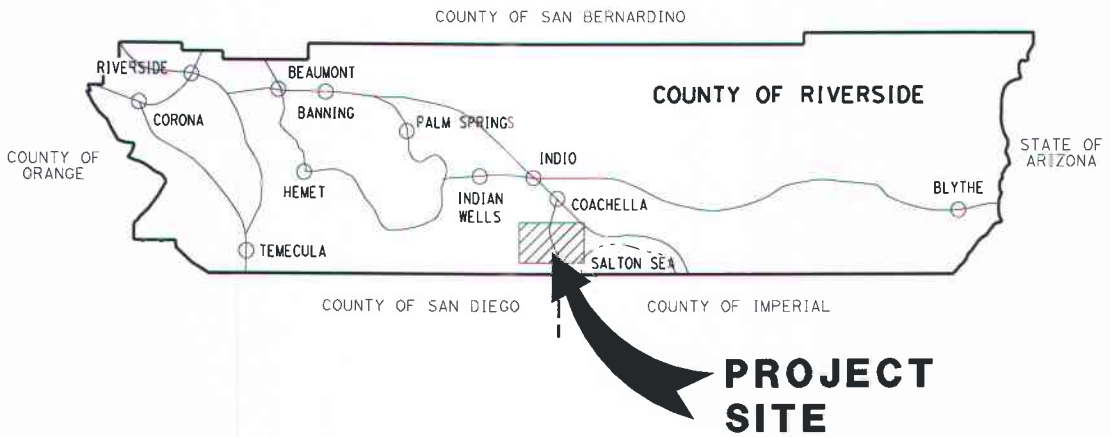 COUNTY OF SAN BERNARDINO
RIVERSIDE
BEAUMONT
COUNTY OF RIVERSIDE
CORONA
BANNING
PALM SPRINGS
COUNTY OF
ORANGE
STATE OF
ARIZONA
INDIO
HEMET
INDIAN
WELLS
COACHELLA
BLYTHE
TEMECULA
SALTON SEA
COUNTY OF SAN DIEGO
COUNTY OF IMPERIAL
PROJECT
SITE